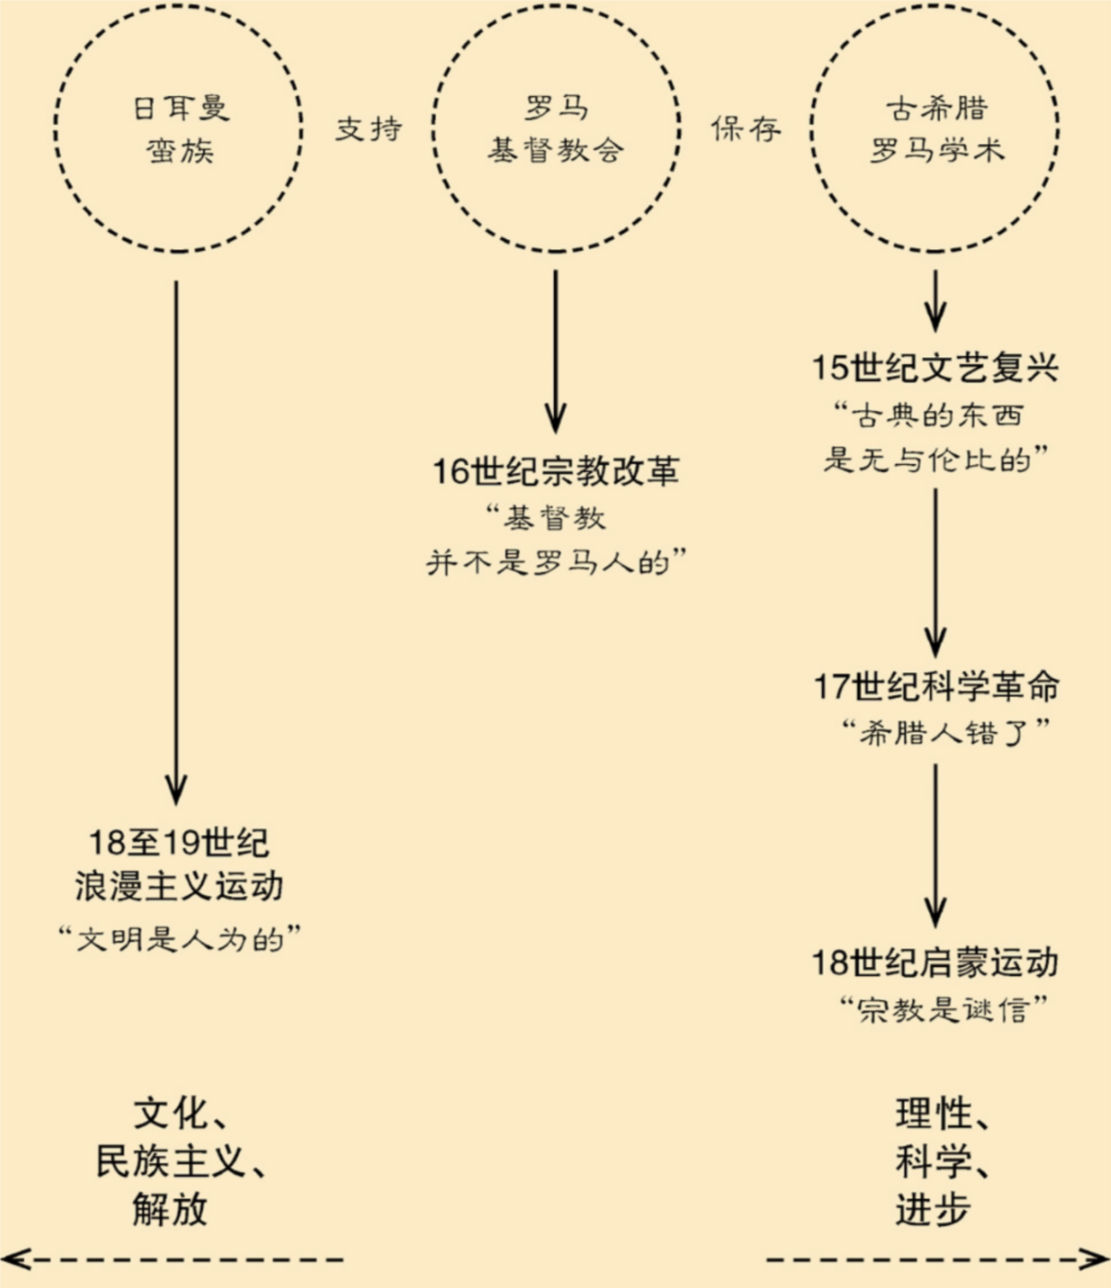 日耳曼
蛮族
支持
罗马
基督教会
保存
古希腊
罗马学术
15世纪文艺复兴
“古典的东西
是无与伦比的”
16世纪宗教改革
“基督教
并不是罗马人的”
17世纪科学革命
“希腊人错了”
18至19世纪
浪漫主义运动
“文明是人为的”
18世纪启蒙运动
“宗教是谜信”
文化、
民族主义、
解放
理性、
科学、
进步